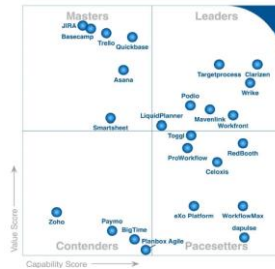 Masters
Leaders
JIRA
Basecamp
Trello
Quickbase
Asana
Targetprocess
Clarizen
Wrike
Podio
Mavenlink
Workfront
LiquidPlanner
Smartsheet
Toggl
ProWorkflow
RedBooth
Celoxis
Zoho
Paymo
BigTime
Planbox Agile
eXo Platform
WorkflowMax
dapulse
Contenders
Pacesetters
Value Score
Capability Score